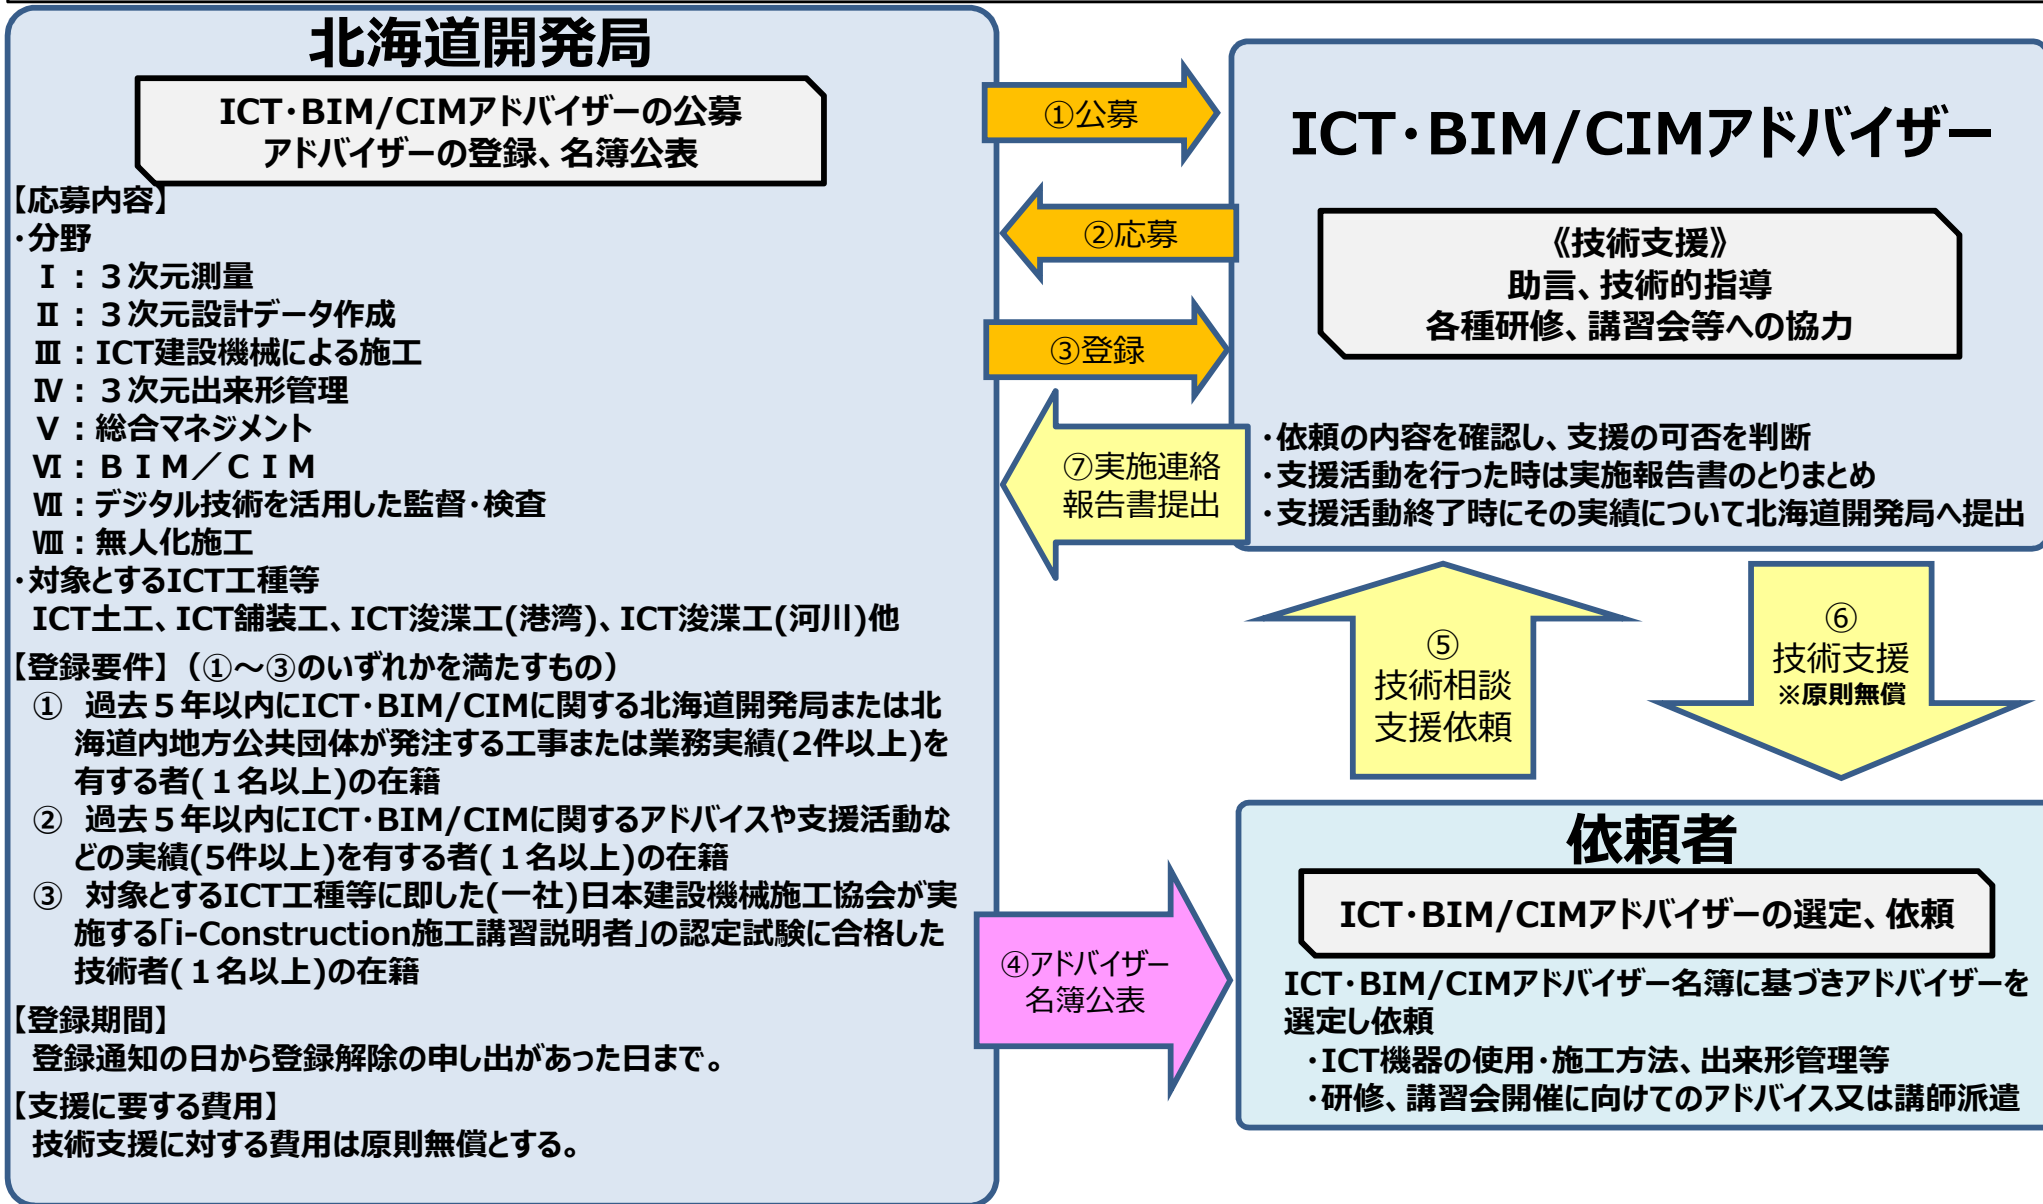 北海道開発局
ICT･BIM/CIMアドバイザーの公募
アドバイザーの登録、名簿公表
【応募内容】
･分野
Ⅰ：３次元測量
Ⅱ：３次元設計データ作成
Ⅲ：ICT建設機械による施工
Ⅳ：３次元出来形管理
Ⅴ：総合マネジメント
Ⅵ：ＢＩＭ／ＣＩＭ
Ⅶ：デジタル技術を活用した監督･検査
Ⅷ：無人化施工
･対象とするICT工種等
ICT土工、ICT舗装工、ICT浚渫工(港湾)、ICT浚渫工(河川)他
【登録要件】（①～③のいずれかを満たすもの）
① 過去５年以内にICT･BIM/CIMに関する北海道開発局または北
海道内地方公共団体が発注する工事または業務実績(2件以上)を
有する者(１名以上)の在籍
② 過去５年以内にICT･BIM/CIMに関するアドバイスや支援活動な
どの実績(5件以上)を有する者(１名以上)の在籍
③ 対象とするICT工種等に即した(一社)日本建設機械施工協会が実
施する｢i-Construction施工講習説明者｣の認定試験に合格した
技術者(１名以上)の在籍
【登録期間】
登録通知の日から登録解除の申し出があった日まで。
【支援に要する費用】
技術支援に対する費用は原則無償とする。
①公募
②応募
③登録
⑦実施連絡
報告書提出
④アドバイザー
名簿公表
ICT･BIM/CIMアドバイザー
《技術支援》
助言、技術的指導
各種研修、講習会等への協力
･依頼の内容を確認し、支援の可否を判断
･支援活動を行った時は実施報告書のとりまとめ
･支援活動終了時にその実績について北海道開発局へ提出
⑤
技術相談
支援依頼
⑥
技術支援
※原則無償
依頼者
ICT･BIM/CIMアドバイザーの選定、依頼
ICT･BIM/CIMアドバイザー名簿に基づきアドバイザーを
選定し依頼
･ICT機器の使用･施工方法、出来形管理等
･研修、講習会開催に向けてのアドバイス又は講師派遣